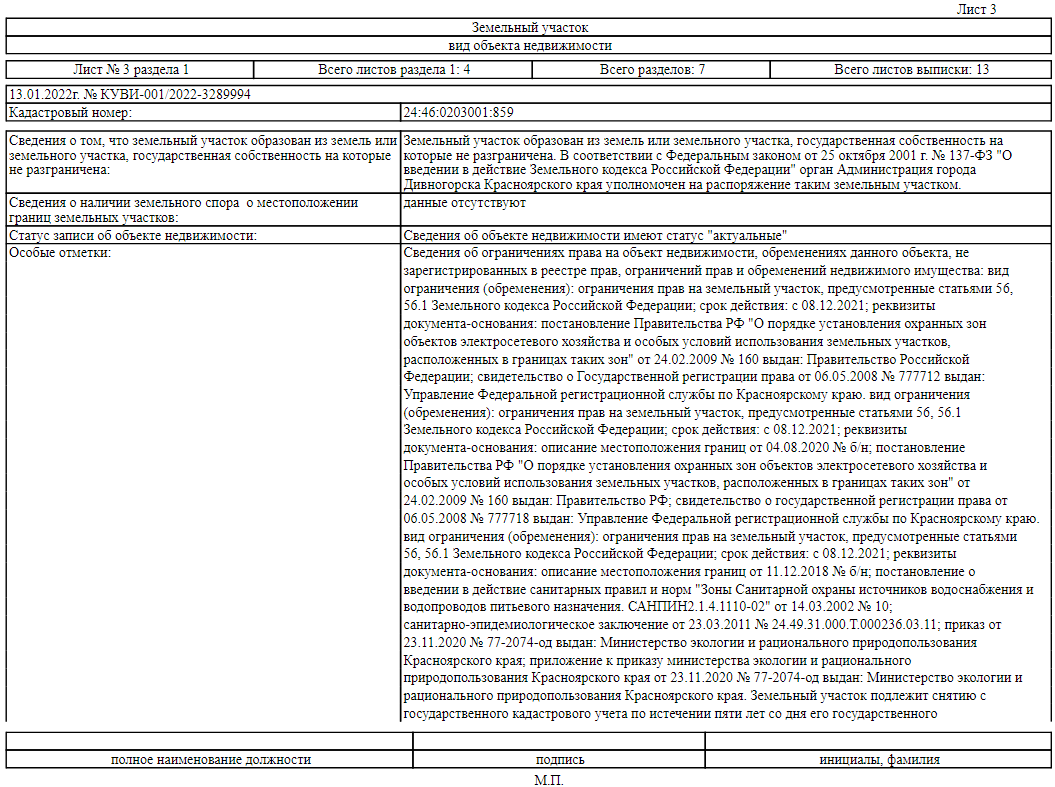 Лист 3
Земельный участок
вид объекта недвижимости
Лист № 3 раздела 1
Всего листов раздела 1: 4
Всего разделов: 7
Всего листов выписки: 13
13.01.2022г. № КУВИ-001/2022-3289994
Кадастровый номер:
24:46:0203001:859
Сведения о том, что земельный участок образован из земель или
земельного участка, государственная собственность на которые
не разграничена:
Земельный участок образован из земель или земельного участка, государственная собственность на
которые не разграничена. В соответствии с Федеральным законом от 25 октября 2001 г. № 137-ФЗ "О
введении в действие Земельного кодекса Российской Федерации" орган Администрация города
Дивногорска Красноярского края уполномочен на распоряжение таким земельным участком.
Сведения о наличии земельного спора о местоположении
границ земельных участков:
данные отсутствуют
Статус записи об объекте недвижимости:
Сведения об объекте недвижимости имеют статус "актуальные"
Особые отметки:
Сведения об ограничениях права на объект недвижимости, обременениях данного объекта, не
зарегистрированных в реестре прав, ограничений прав и обременений недвижимого имущества: вид
ограничения (обременения): ограничения прав на земельный участок, предусмотренные статьями 56,
56.1 Земельного кодекса Российской Федерации; срок действия: с 08.12.2021; реквизиты
документа-основания: постановление Правительства РФ "О порядке установления охранных зон
объектов электросетевого хозяйства и особых условий использования земельных участков,
расположенных в границах таких зон" от 24.02.2009 № 160 выдан: Правительство Российской
Федерации; свидетельство о Государственной регистрации права от 06.05.2008 № 777712 выдан:
Управление Федеральной регистрационной службы по Красноярскому краю. вид ограничения
(обременения): ограничения прав на земельный участок, предусмотренные статьями 56, 56.1
Земельного кодекса Российской Федерации; срок действия: с 08.12.2021; реквизиты
документа-основания: описание местоположения границ от 04.08.2020 № б/н; постановление
Правительства РФ "О порядке установления охранных зон объектов электросетевого хозяйства и
особых условий использования земельных участков, расположенных в границах таких зон" от
24.02.2009 № 160 выдан: Правительство РФ; свидетельство о государственной регистрации права от
06.05.2008 № 777718 выдан: Управление Федеральной регистрационной службы по Красноярскому краю.
вид ограничения (обременения): ограничения прав на земельный участок, предусмотренные статьями
56, 56.1 Земельного кодекса Российской Федерации; срок действия: с 08.12.2021; реквизиты
документа-основания: описание местоположения границ от 11.12.2018 № б/н; постановление о
введении в действие санитарных правил и норм "Зоны Санитарной охраны источников водоснабжения и
водопроводов питьевого назначения. САНПИН2.1.4.1110-02" от 14.03.2002 № 10;
санитарно-эпидемиологическое заключение от 23.03.2011 № 24.49.31.000.Т.000236.03.11; приказ от
23.11.2020 № 77-2074-од выдан: Министерство экологии и рационального природопользования
Красноярского края; приложение к приказу министерства экологии и рационального
природопользования Красноярского края от 23.11.2020 № 77-2074-од выдан: Министерство экологии и
рационального природопользования Красноярского края. Земельный участок подлежит снятию с
государственного кадастрового учета по истечении пяти лет со дня его государственного
полное наименование должности
подпись
инициалы, фамилия
М.П.